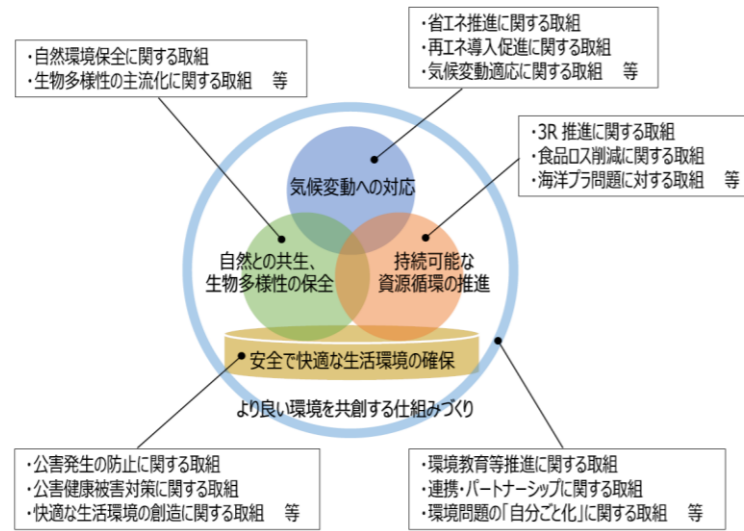 ・省エネ推進に関する取組
・再エネ導入促進に関する取組
・気候変動適応に関する取組　等
・自然環境保全に関する取組
・生物多様性の主流化に関する取組　等
・3R 推進に関する取組
・食品ロス削減に関する取組
・海洋プラ問題に対する取組　等
気候変動への対応
自然との共生、
生物多様性の保全
持続可能な
資源循環の推進
安全で快適な生活環境の確保
より良い環境を共創する仕組みづくり
・公害発生の防止に関する取組
・公害健康被害対策に関する取組
・快適な生活環境の創造に関する取組　等
・環境教育等推進に関する取組
・連携・パートナーシップに関する取組
・環境問題の「自分ごと化」に関する取組　等